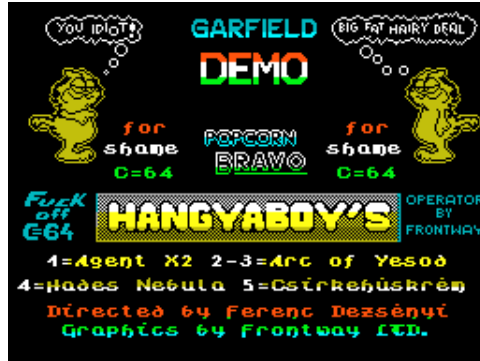 YOU IDIOT!
GARFIELD
BIG FAT HAIRY DEAL
DEMO
for
shame
C=64
POPCORN
BRAVO
for
shame
C=64
Fuck
off
C=64
HANGYABOY'S
OPERATOR
BY
FRONTWAY
1=Agent X2 2-3=Arc of Yesod
4=Hades Nebula 5=Csirkehúskrém
Directed by Ferenc Dezsényi
Graphics by Frontway LTD.